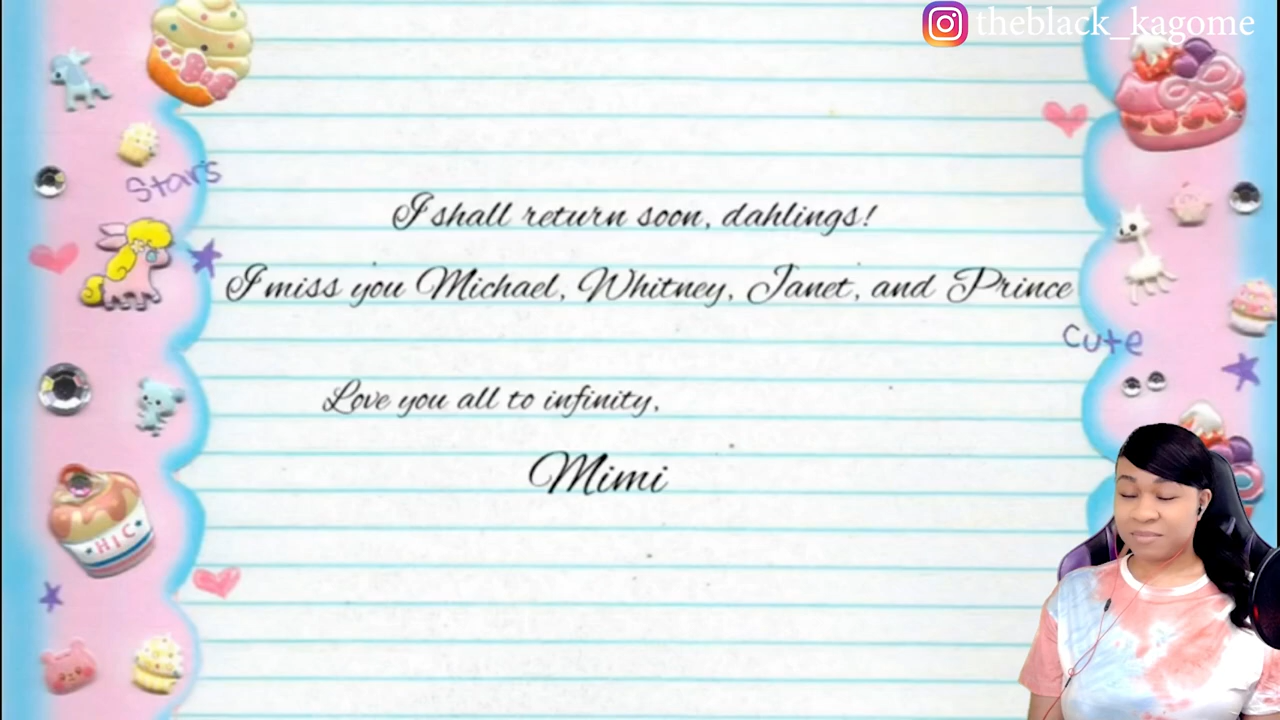 theblack_kagome
Stars
I shall return soon, dahlings!
I miss you Michael, Whitney, Janet, and Prince
Cute
Love you all to infinity,
Mimi
HIC